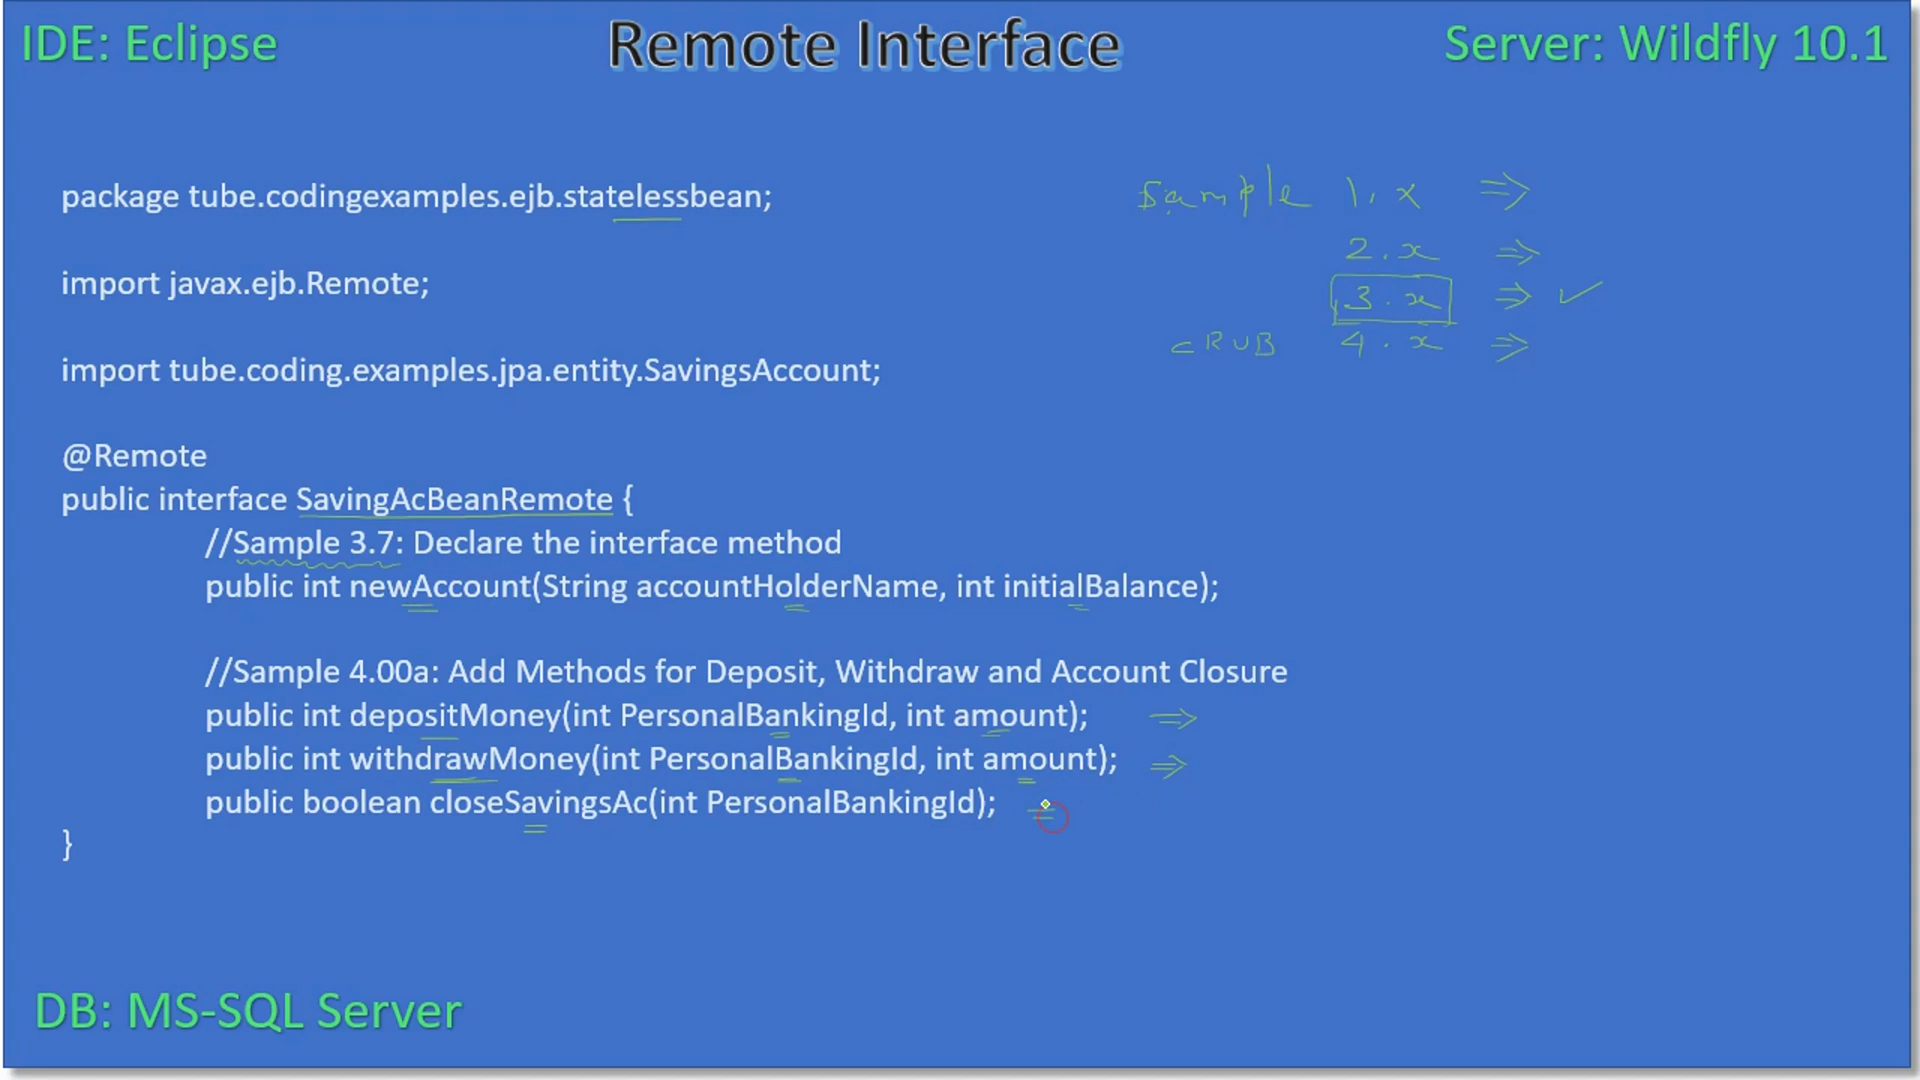 IDE: Eclipse
Remote Interface
Server: Wildfly 10.1
package tube.codingexamples.ejb.statelessbean;
import javax.ejb.Remote;
import tube.coding.examples.jpa.entity.SavingsAccount;
@Remote
public interface SavingAcBeanRemote {
//Sample 3.7: Declare the interface method
public int newAccount(String accountHolderName, int initialBalance);
//Sample 4.00a: Add Methods for Deposit, Withdraw and Account Closure
public int depositMoney(int PersonalBankingId, int amount); ⇒
public int withdrawMoney(int PersonalBankingId, int amount); ⇒
public boolean closeSavingsAc(int PersonalBankingId);
}
Sample 1.x ⇒
2.x ⇒
3.x ⇒ ✓
CRUB 4.x ⇒
DB: MS-SQL Server